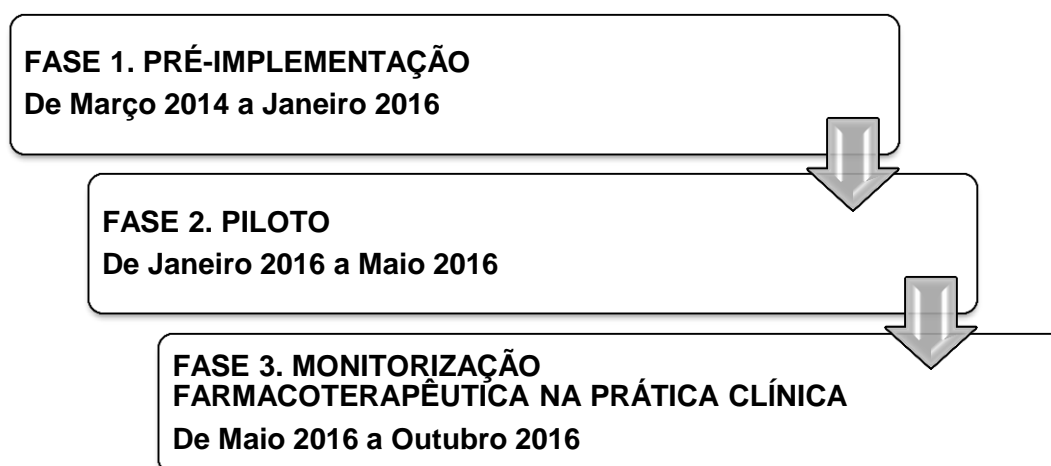 FASE 1. PRÉ-IMPLEMENTAÇÃO
De Março 2014 a Janeiro 2016
FASE 2. PILOTO
De Janeiro 2016 a Maio 2016
FASE 3. MONITORIZAÇÃO
FARMACOTERAPÊUTICA NA PRÁTICA CLÍNICA
De Maio 2016 a Outubro 2016